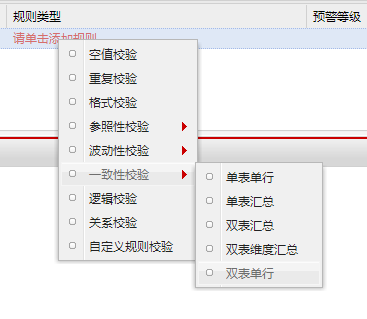 规则类型
预警等级
请单击添加规则
空值校验
重复校验
格式校验
参照性校验
波动性校验
一致性校验
逻辑校验
关系校验
自定义规则校验
单表单行
单表汇总
双表汇总
双表维度汇总
双表单行